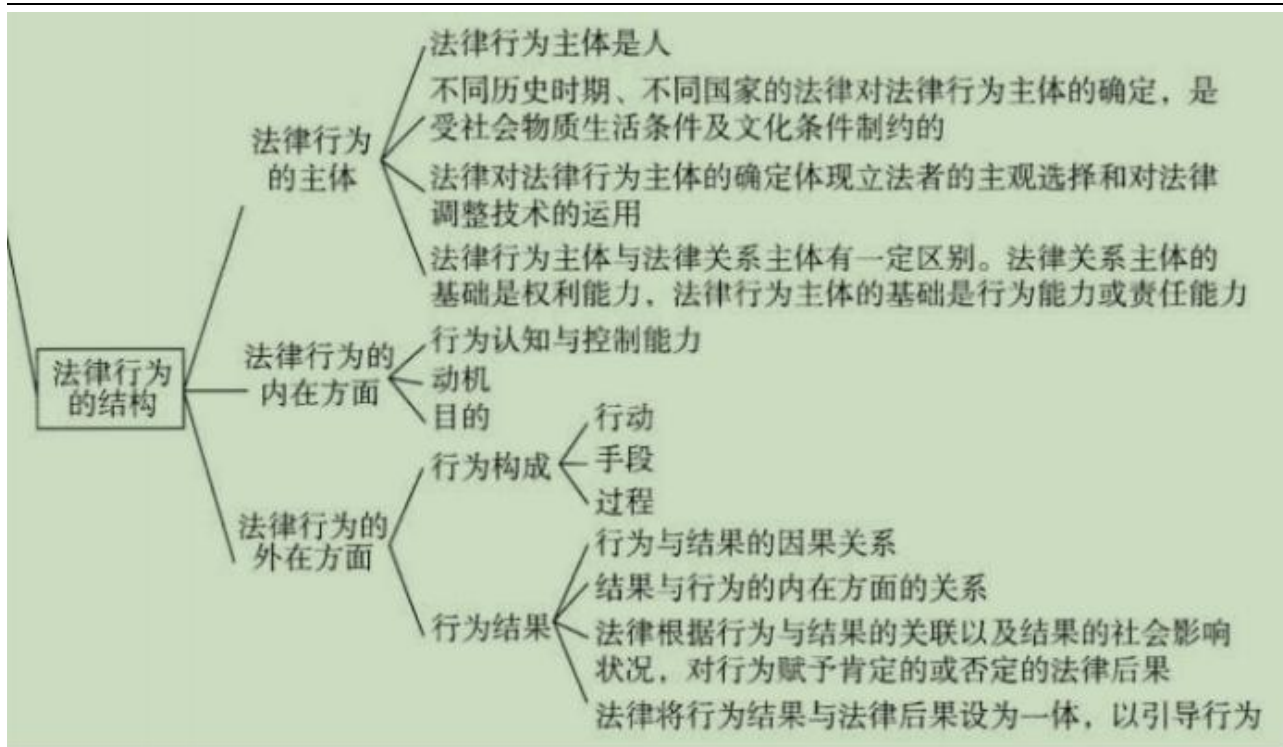 法律行为
的结构
法律行为
的主体
法律行为主体是人
不同历史时期、不同国家的法律对法律行为主体的确定，是
受社会物质生活条件及文化条件制约的
法律对法律行为主体的确定体现立法者的主观选择和对法律
调整技术的运用
法律行为主体与法律关系主体有一定区别。法律关系主体的
基础是权利能力，法律行为主体的基础是行为能力或责任能力
法律行为的
内在方面
行为认知与控制能力
动机
目的
法律行为的
外在方面
行为构成
行动
手段
过程
行为结果
行为与结果的因果关系
结果与行为的内在方面的关系
法律根据行为与结果的关联以及结果的社会影响
状况，对行为赋予肯定的或否定的法律后果
法律将行为结果与法律后果设为一体，以引导行为